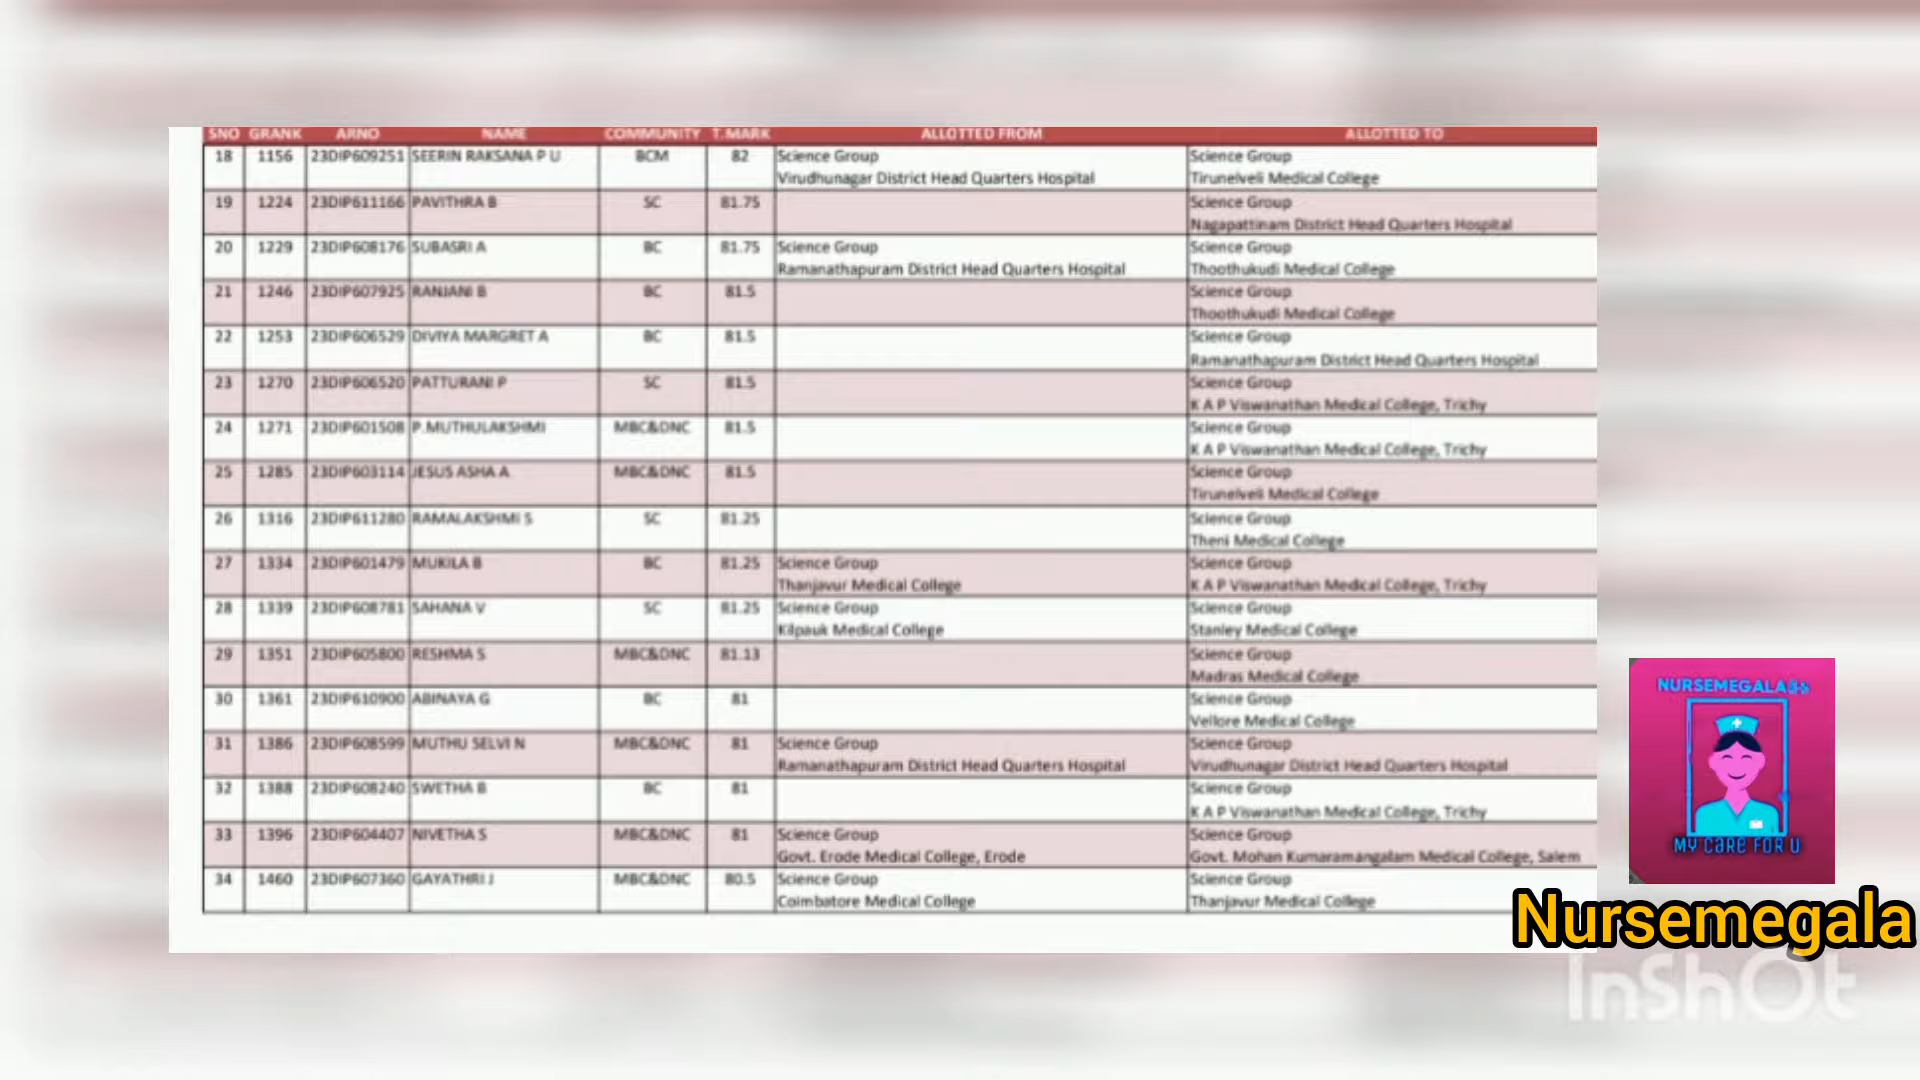 SNO GRANK ARNO NAME COMMUNITY T.MARK ALLOTTED FROM ALLOTTED TO
18 1156 23DIP609251 SEERIN RAKSANA P U BCM 82 Science Group Science Group
Virudhunagar District Head Quarters Hospital Tirunelveli Medical College
19 1224 23DIP611166 PAVITHRA B SC 81.75 Science Group
Nagapattinam District Head Quarters Hospital
20 1229 23DIP608176 SUBASRI A BC 81.75 Science Group Science Group
Ramanathapuram District Head Quarters Hospital Thoothukudi Medical College
21 1246 23DIP607925 RANJANI B BC 81.5 Science Group
Thoothukudi Medical College
22 1253 23DIP606529 DIVIYA MARGRET A BC 81.5 Science Group
Ramanathapuram District Head Quarters Hospital
23 1270 23DIP606520 PATTURANI P SC 81.5 Science Group
K A P Viswanathan Medical College, Trichy
24 1271 23DIP601508 P.MUTHULAKSHMI MBC&DNC 81.5 Science Group
K A P Viswanathan Medical College, Trichy
25 1285 23DIP603114 JESUS ASHA A MBC&DNC 81.5 Science Group
Tirunelveli Medical College
26 1316 23DIP611280 RAMALAKSHMI S SC 81.25 Science Group
Theni Medical College
27 1334 23DIP601479 MUKILA B BC 81.25 Science Group Science Group
Thanjavur Medical College K A P Viswanathan Medical College, Trichy
28 1339 23DIP608781 SAHANA V SC 81.25 Science Group Science Group
Kilpauk Medical College Stanley Medical College
29 1351 23DIP605800 RESHMA S MBC&DNC 81.13 Science Group
Madras Medical College
30 1361 23DIP610900 ABINAYA G BC 81 Science Group
Vellore Medical College
31 1386 23DIP608599 MUTHU SELVI N MBC&DNC 81 Science Group Science Group
Ramanathapuram District Head Quarters Hospital Virudhunagar District Head Quarters Hospital
32 1388 23DIP608240 SWETHA B BC 81 Science Group
K A P Viswanathan Medical College, Trichy
33 1396 23DIP604407 NIVETHA S MBC&DNC 81 Science Group Science Group
Govt. Erode Medical College, Erode Govt. Mohan Kumaramangalam Medical College, Salem
34 1460 23DIP607360 GAYATHRI J MBC&DNC 80.5 Science Group Science Group
Coimbatore Medical College Thanjavur Medical College
NURSEMEGALA
MY CARE FOR U
Nursemegala
InShOt